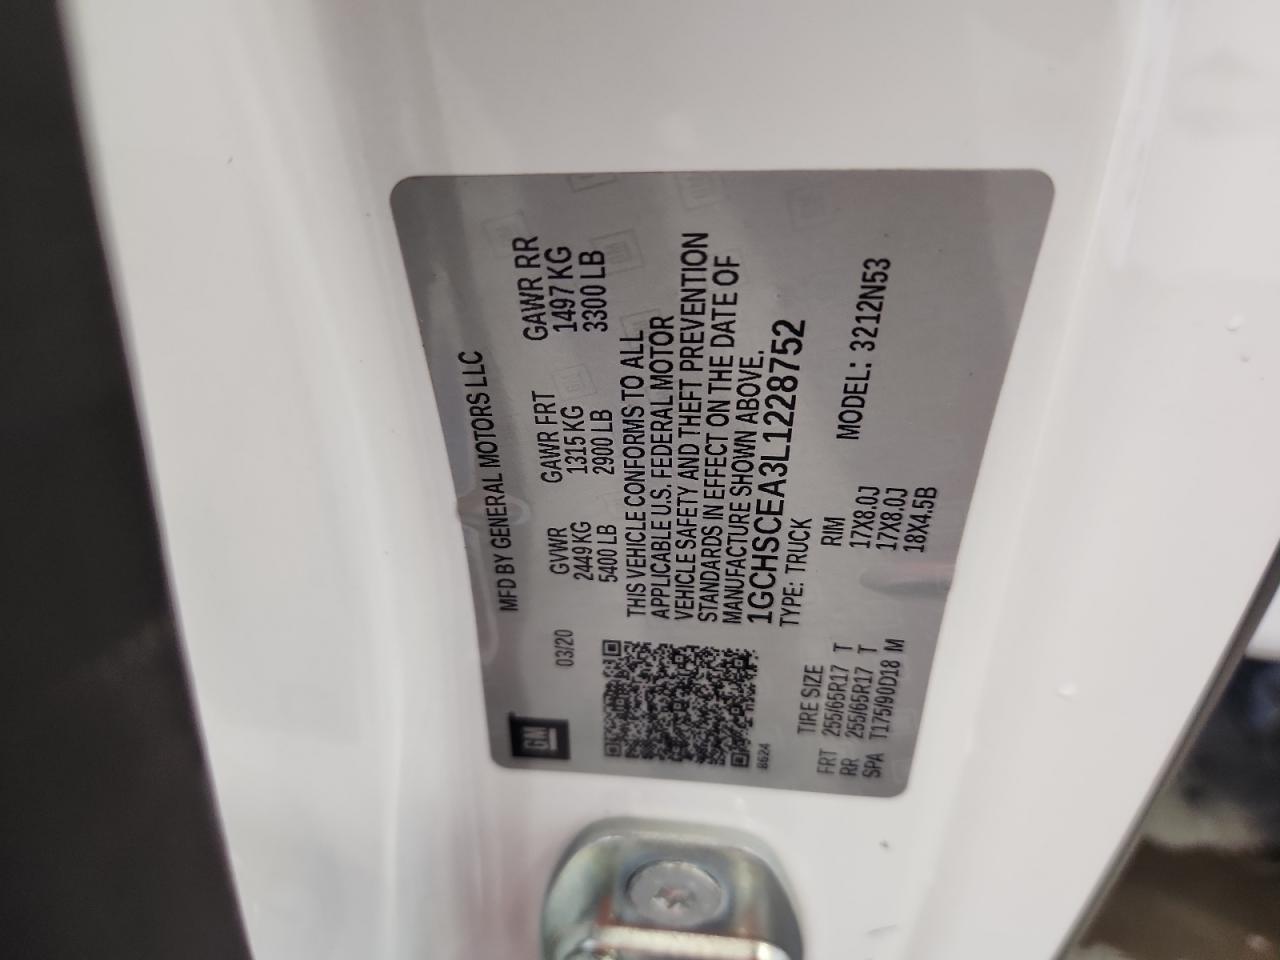 GM
MFD BY GENERAL MOTORS LLC
03/20
GVWR GAWR FRT GAWR RR
2449 KG 1315 KG 1497 KG
5400 LB 2900 LB 3300 LB
THIS VEHICLE CONFORMS TO ALL
APPLICABLE U.S. FEDERAL MOTOR
VEHICLE SAFETY AND THEFT PREVENTION
STANDARDS IN EFFECT ON THE DATE OF
MANUFACTURE SHOWN ABOVE.
1GCHSCEA3L1228752
TYPE: TRUCK
8624
MODEL: 3212N53
TIRE SIZE RIM
FRT 255/65R17 T 17X8.0J
RR 255/65R17 T 17X8.0J
SPA T175/90D18 M 18X4.5B